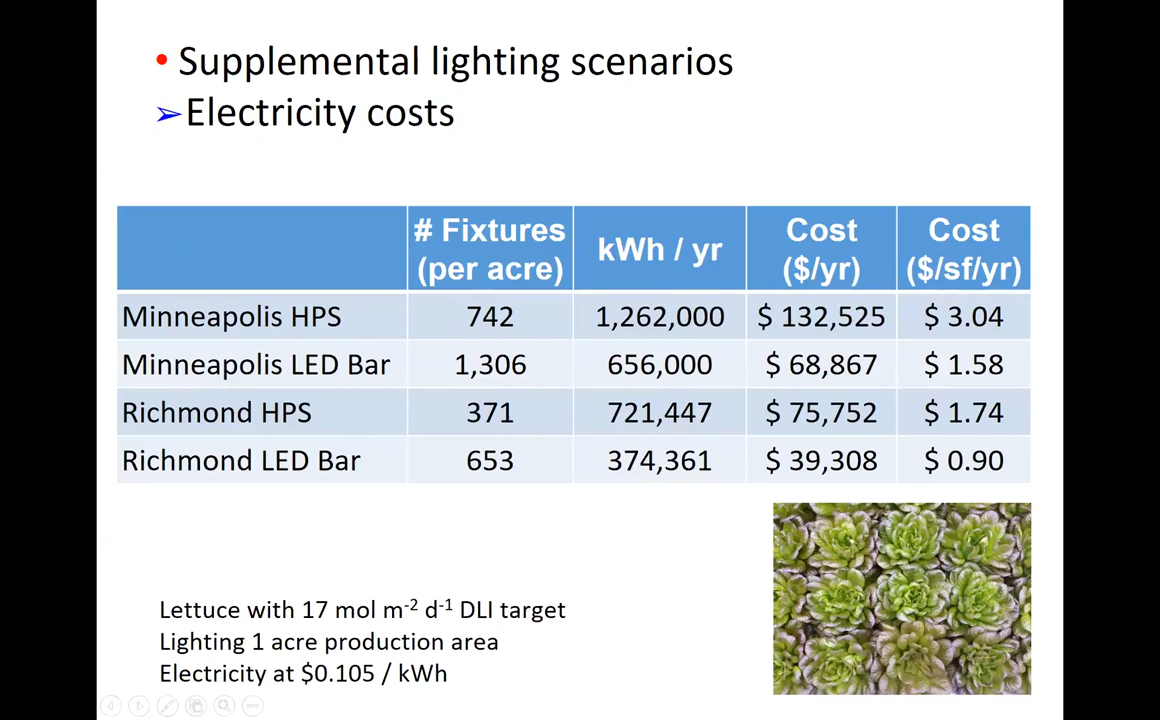 • Supplemental lighting scenarios
➢Electricity costs
# Fixtures (per acre) kWh / yr Cost ($/yr) Cost ($/sf/yr)
Minneapolis HPS 742 1,262,000 $ 132,525 $ 3.04
Minneapolis LED Bar 1,306 656,000 $ 68,867 $ 1.58
Richmond HPS 371 721,447 $ 75,752 $ 1.74
Richmond LED Bar 653 374,361 $ 39,308 $ 0.90
Lettuce with 17 mol m⁻² d⁻¹ DLI target
Lighting 1 acre production area
Electricity at $0.105 / kWh